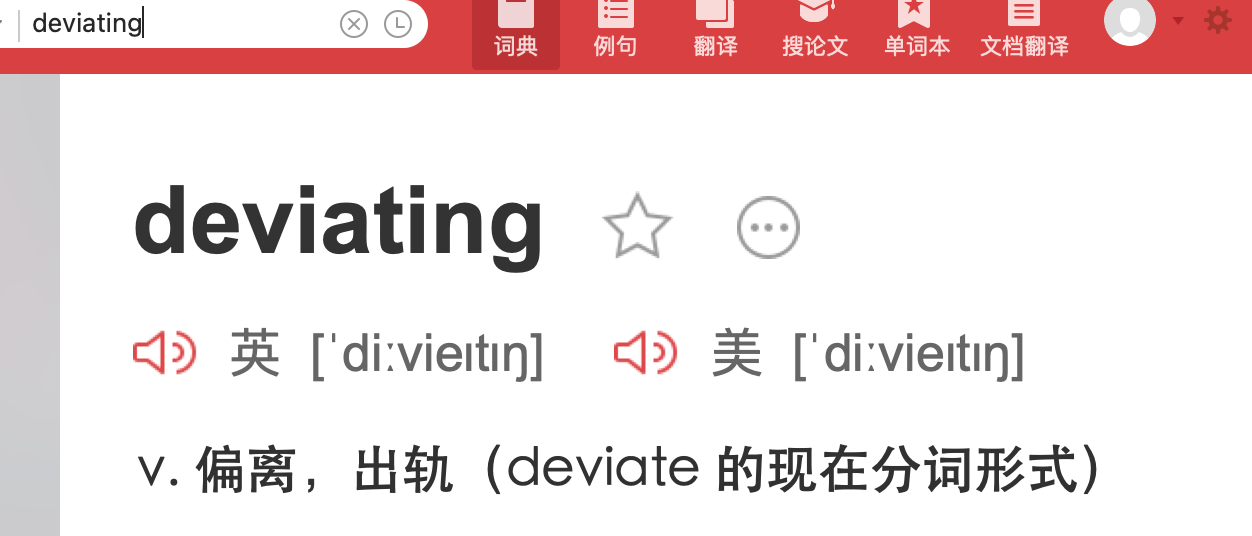 deviating
词典 例句 翻译 搜论文 单词本 文档翻译
deviating
英 [ˈdiːvieɪtɪŋ] 美 [ˈdiːvieɪtɪŋ]
v. 偏离，出轨（deviate 的现在分词形式）